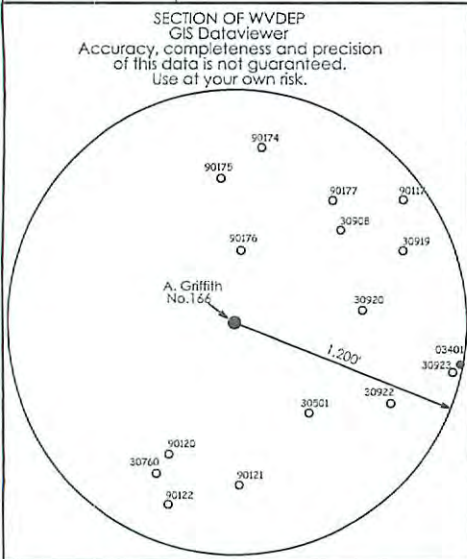 SECTION OF WVDEP
GIS Dataviewer
Accuracy, completeness and precision
of this data is not guaranteed.
Use at your own risk.
90174
90175
90177
90117
30908
30919
90176
A. Griffith
No.166
30920
1,200'
03401
30923
30922
30501
90120
30760
90121
90122